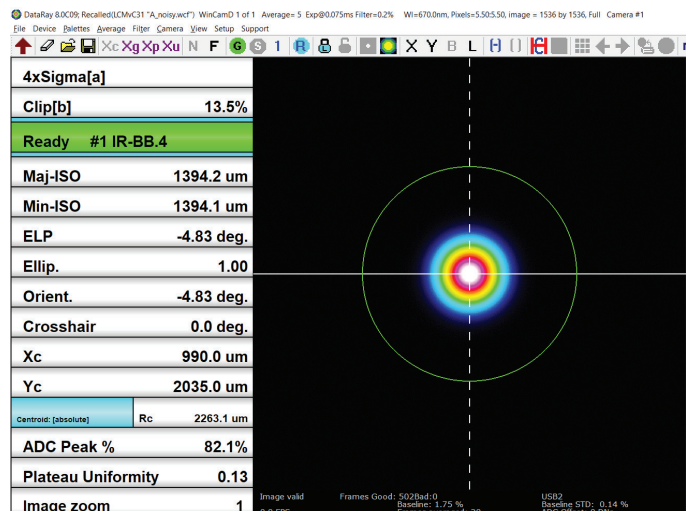 DataRay 8.0C09; Recalled(LCMvC31 "A_noisy.wcf") WinCamD 1 of 1 Average= 5 Exp@0.075ms Filter=0.2% Wl=670.0nm, Pixels=5.50:5.50, image = 1536 by 1536, Full Camera #1
File Device Palettes Average Filter Camera View Setup Support
Xc Xg Xp Xu N F G S 1 R X Y B L
4xSigma[a]
Clip[b] 13.5%
Ready #1 IR-BB.4
Maj-ISO 1394.2 um
Min-ISO 1394.1 um
ELP -4.83 deg.
Ellip. 1.00
Orient. -4.83 deg.
Crosshair 0.0 deg.
Xc 990.0 um
Yc 2035.0 um
Centroid: [absolute] Rc 2263.1 um
ADC Peak % 82.1%
Plateau Uniformity 0.13
Image zoom 1
Image valid Frames Good: 502Bad:0 USB2
Baseline: 1.75 % Baseline STD: 0.14 %